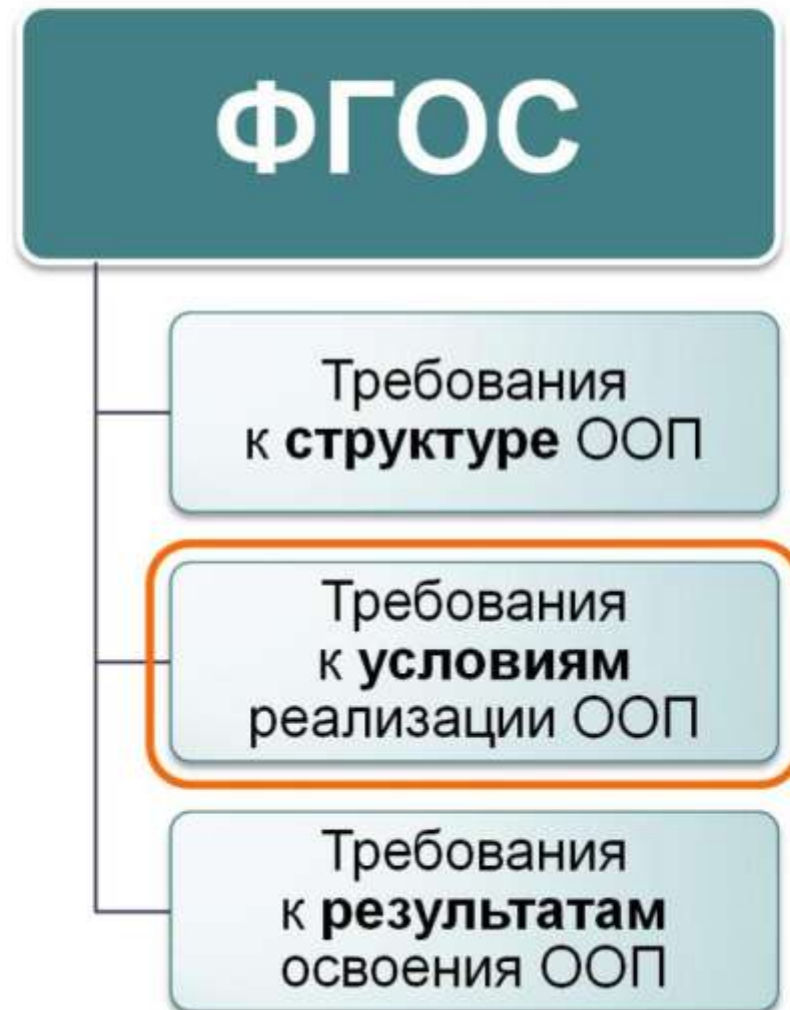 ФГОС
Требования
к структуре ООП
Требования
к условиям
реализации ООП
Требования
к результатам
освоения ООП